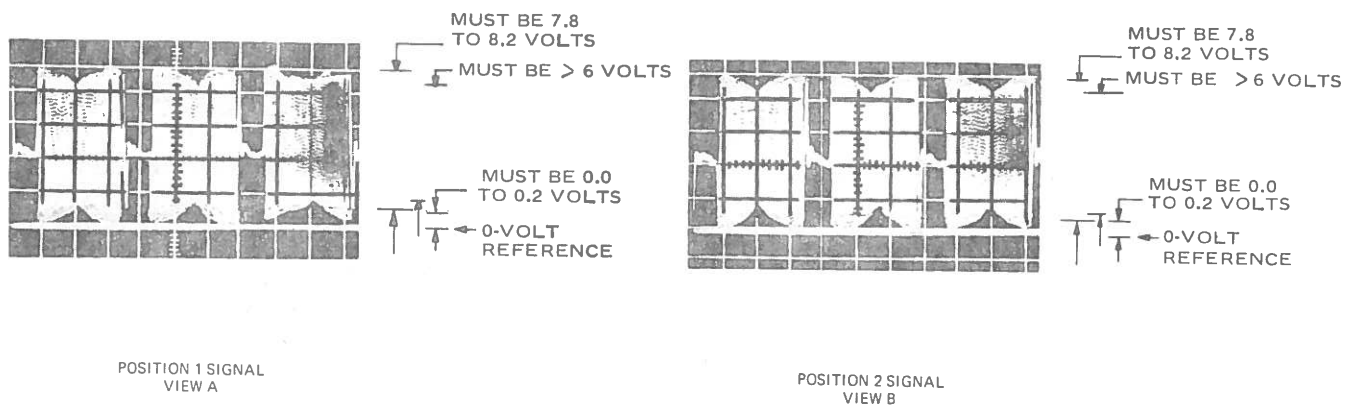 MUST BE 7.8
TO 8.2 VOLTS
MUST BE > 6 VOLTS
MUST BE 0.0
TO 0.2 VOLTS
0-VOLT
REFERENCE
POSITION 1 SIGNAL
VIEW A
MUST BE 7.8
TO 8.2 VOLTS
MUST BE > 6 VOLTS
MUST BE 0.0
TO 0.2 VOLTS
0-VOLT
REFERENCE
POSITION 2 SIGNAL
VIEW B